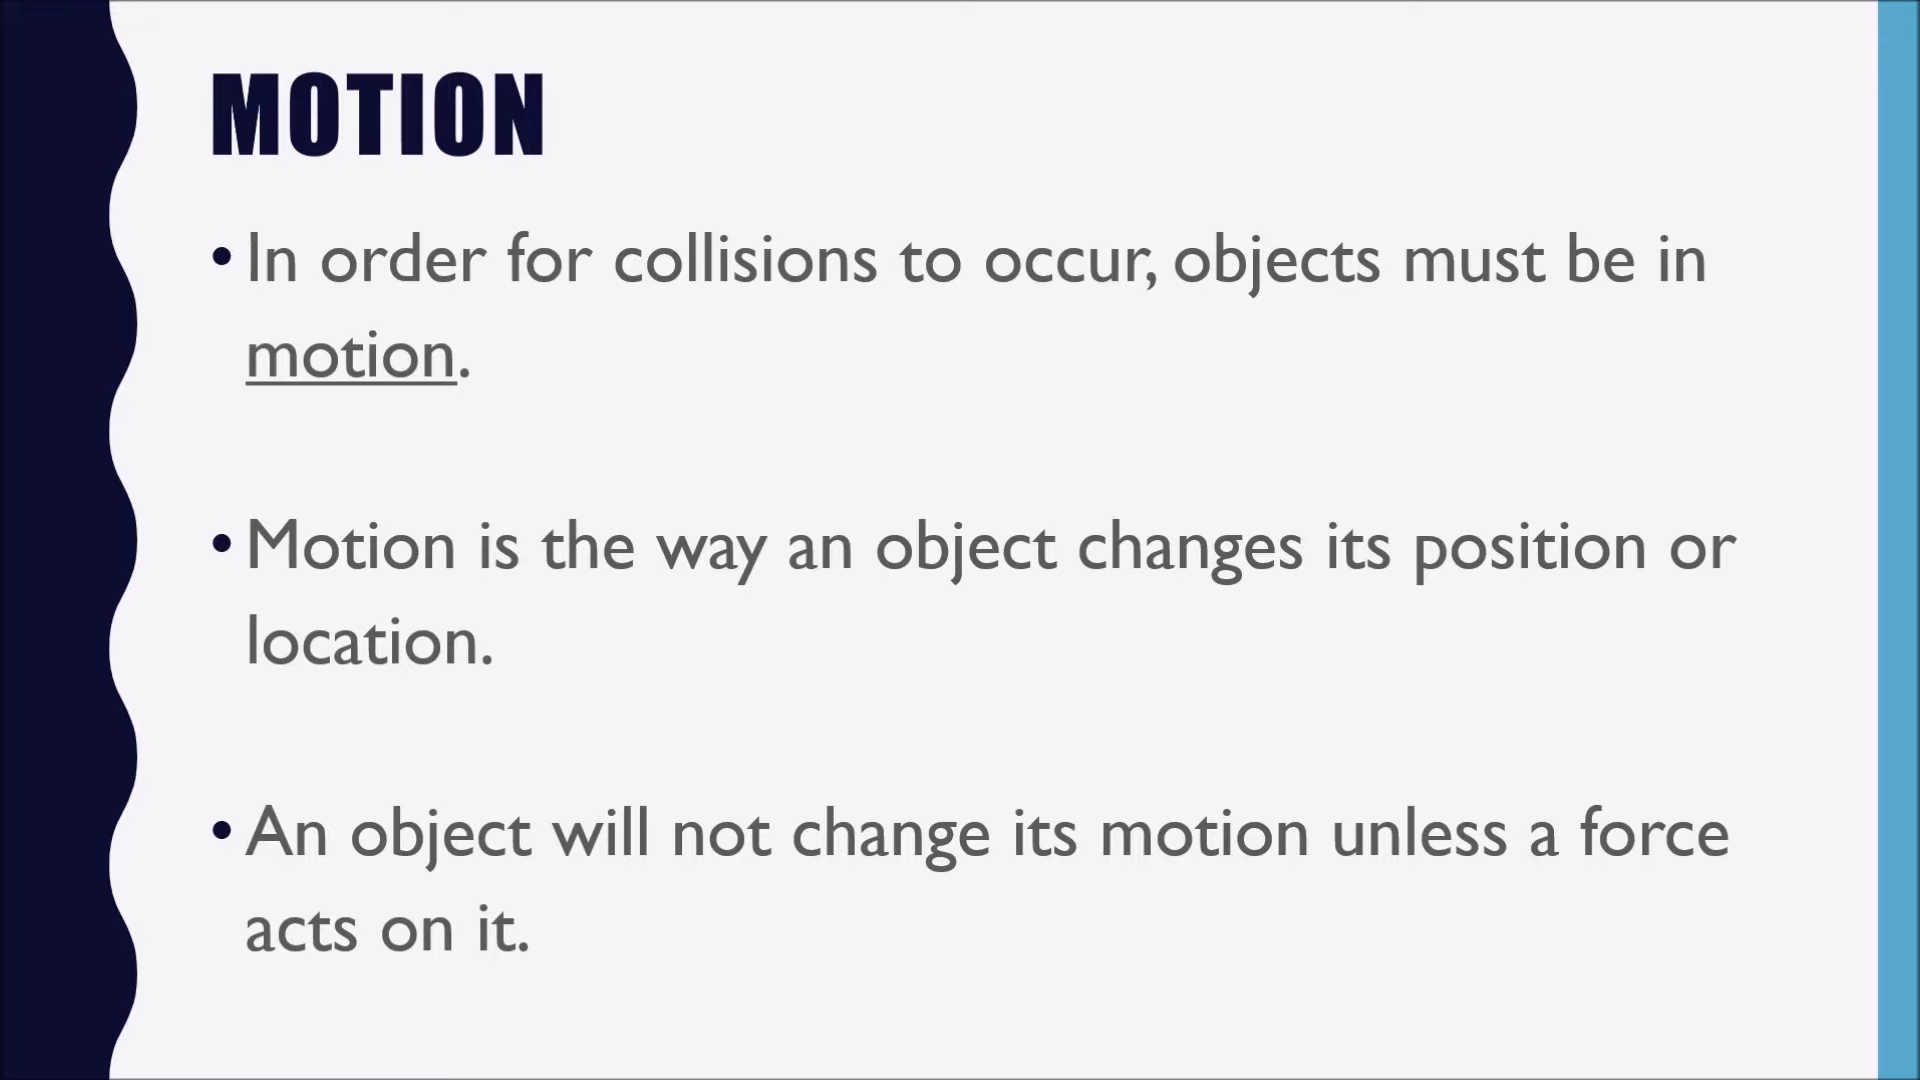 MOTION
• In order for collisions to occur, objects must be in
motion.
• Motion is the way an object changes its position or
location.
• An object will not change its motion unless a force
acts on it.